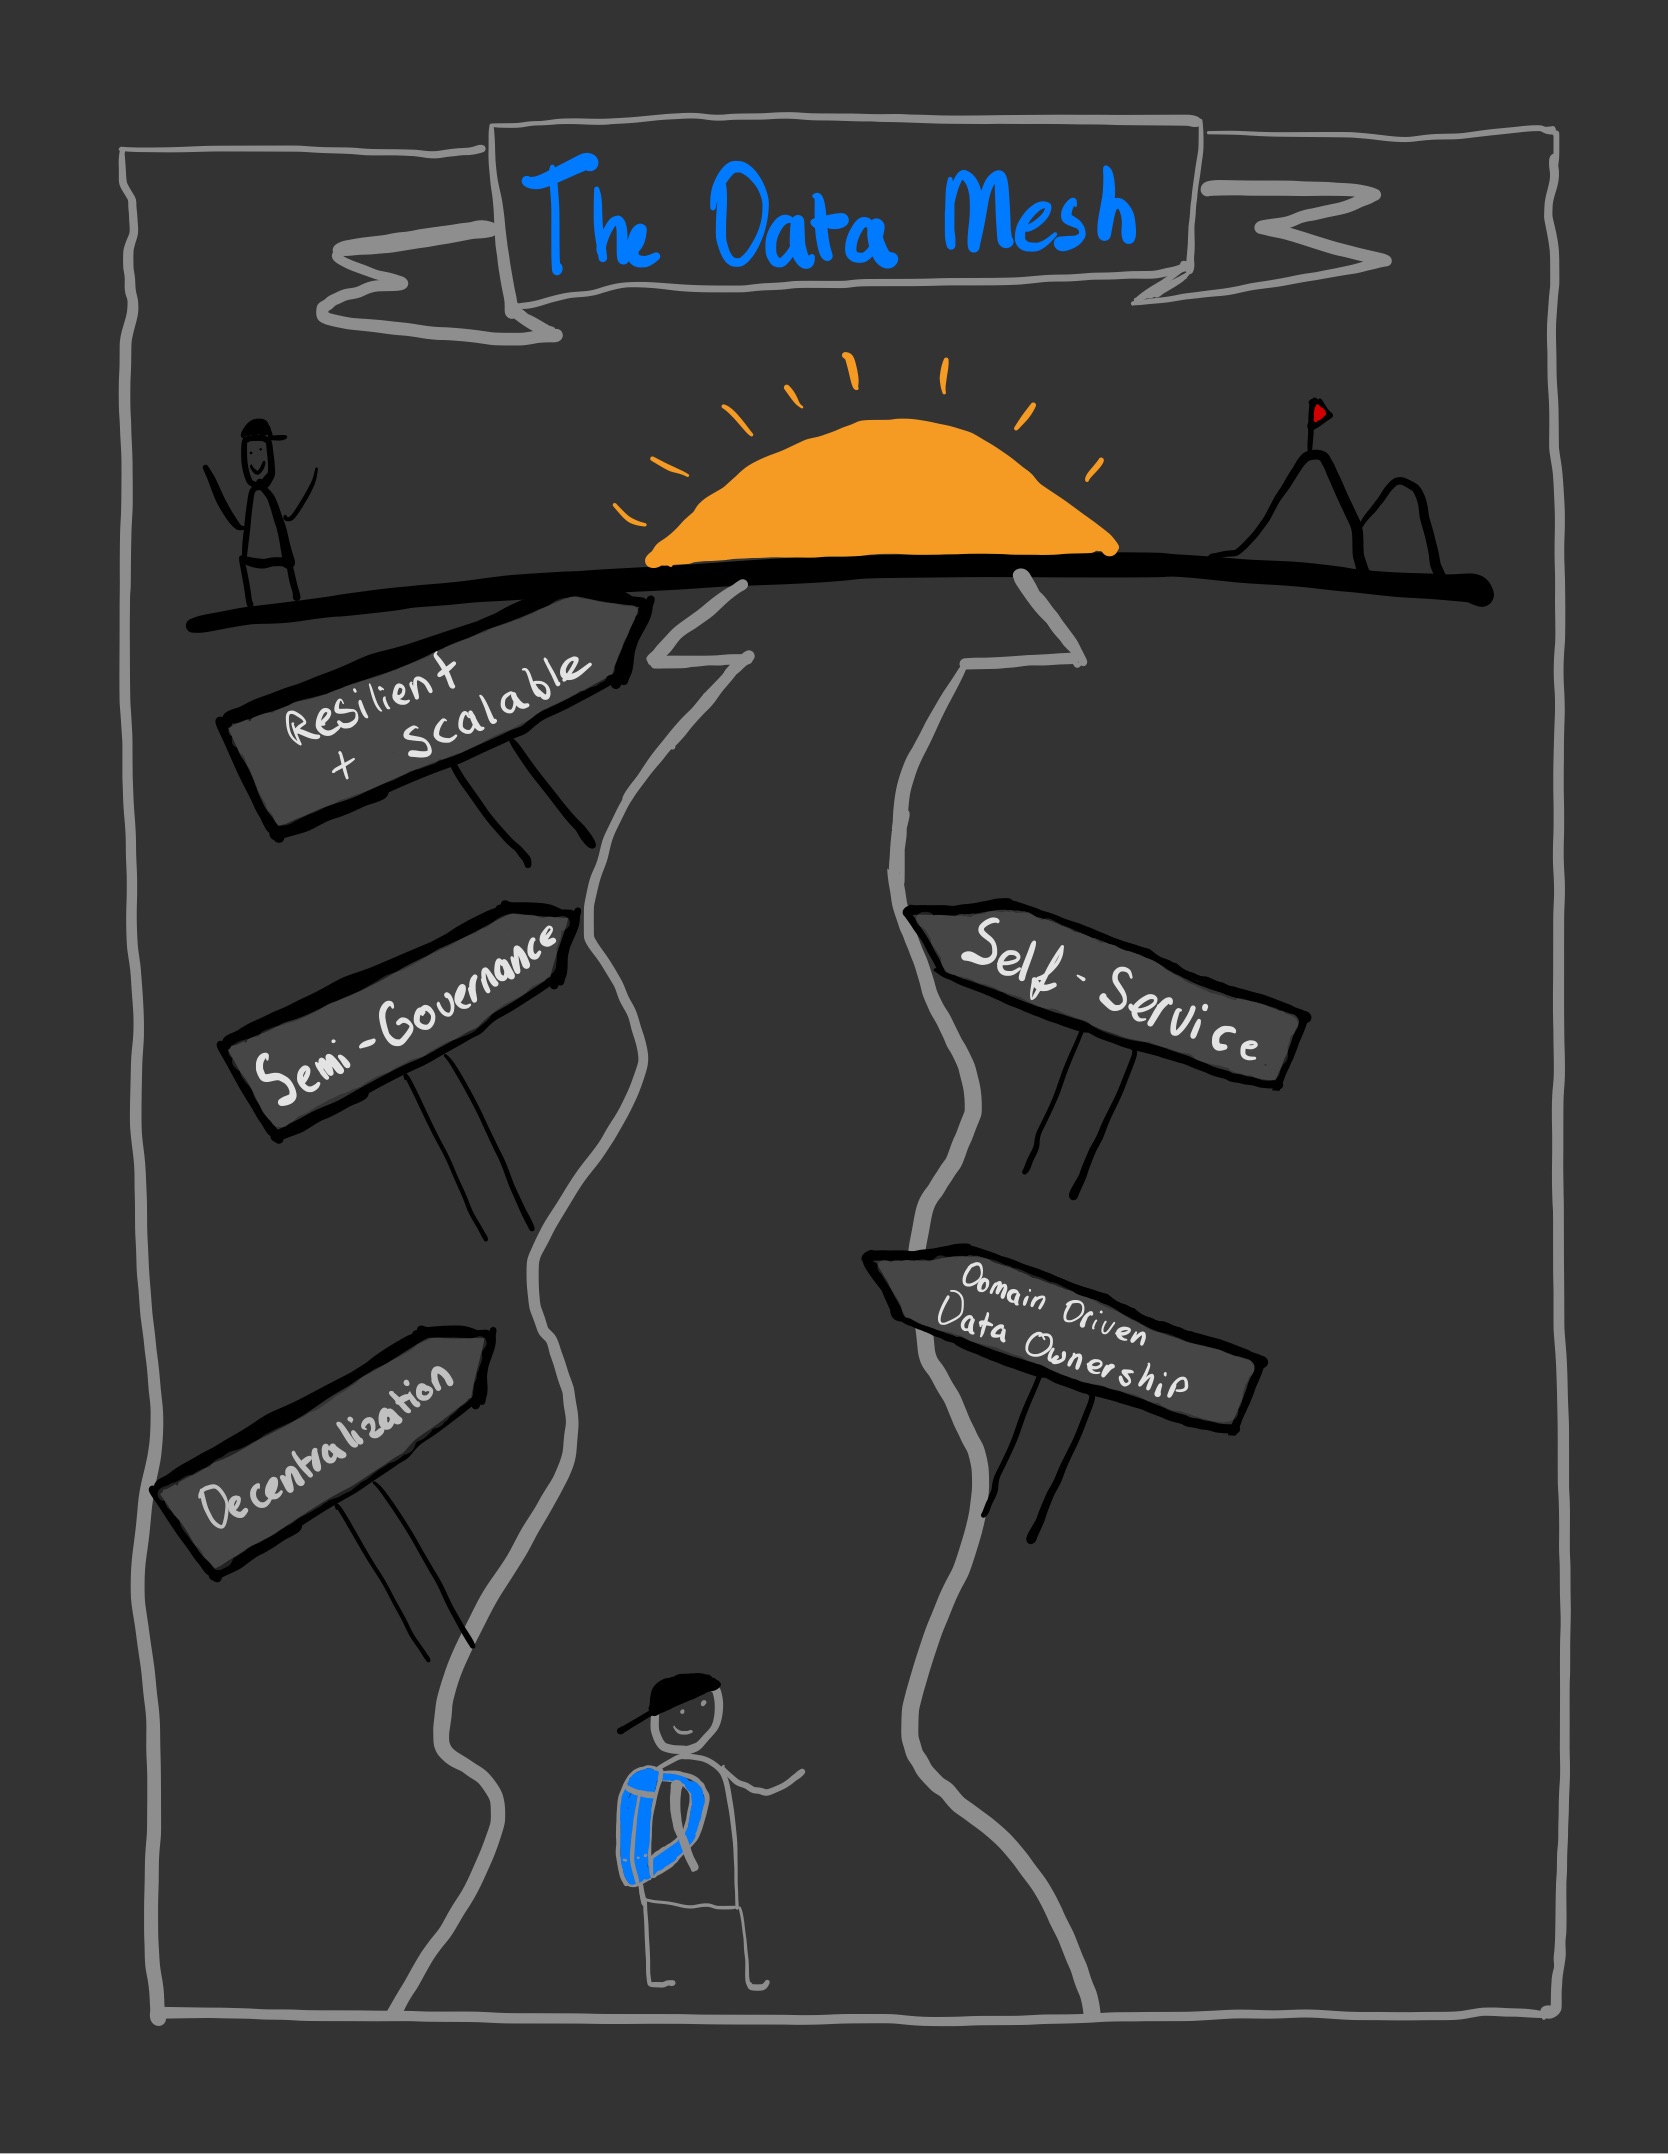 The Data Mesh
Resilient
+ scalable
Semi-Governance
Self-Service
Domain Driven
Data Ownership
Decentralization